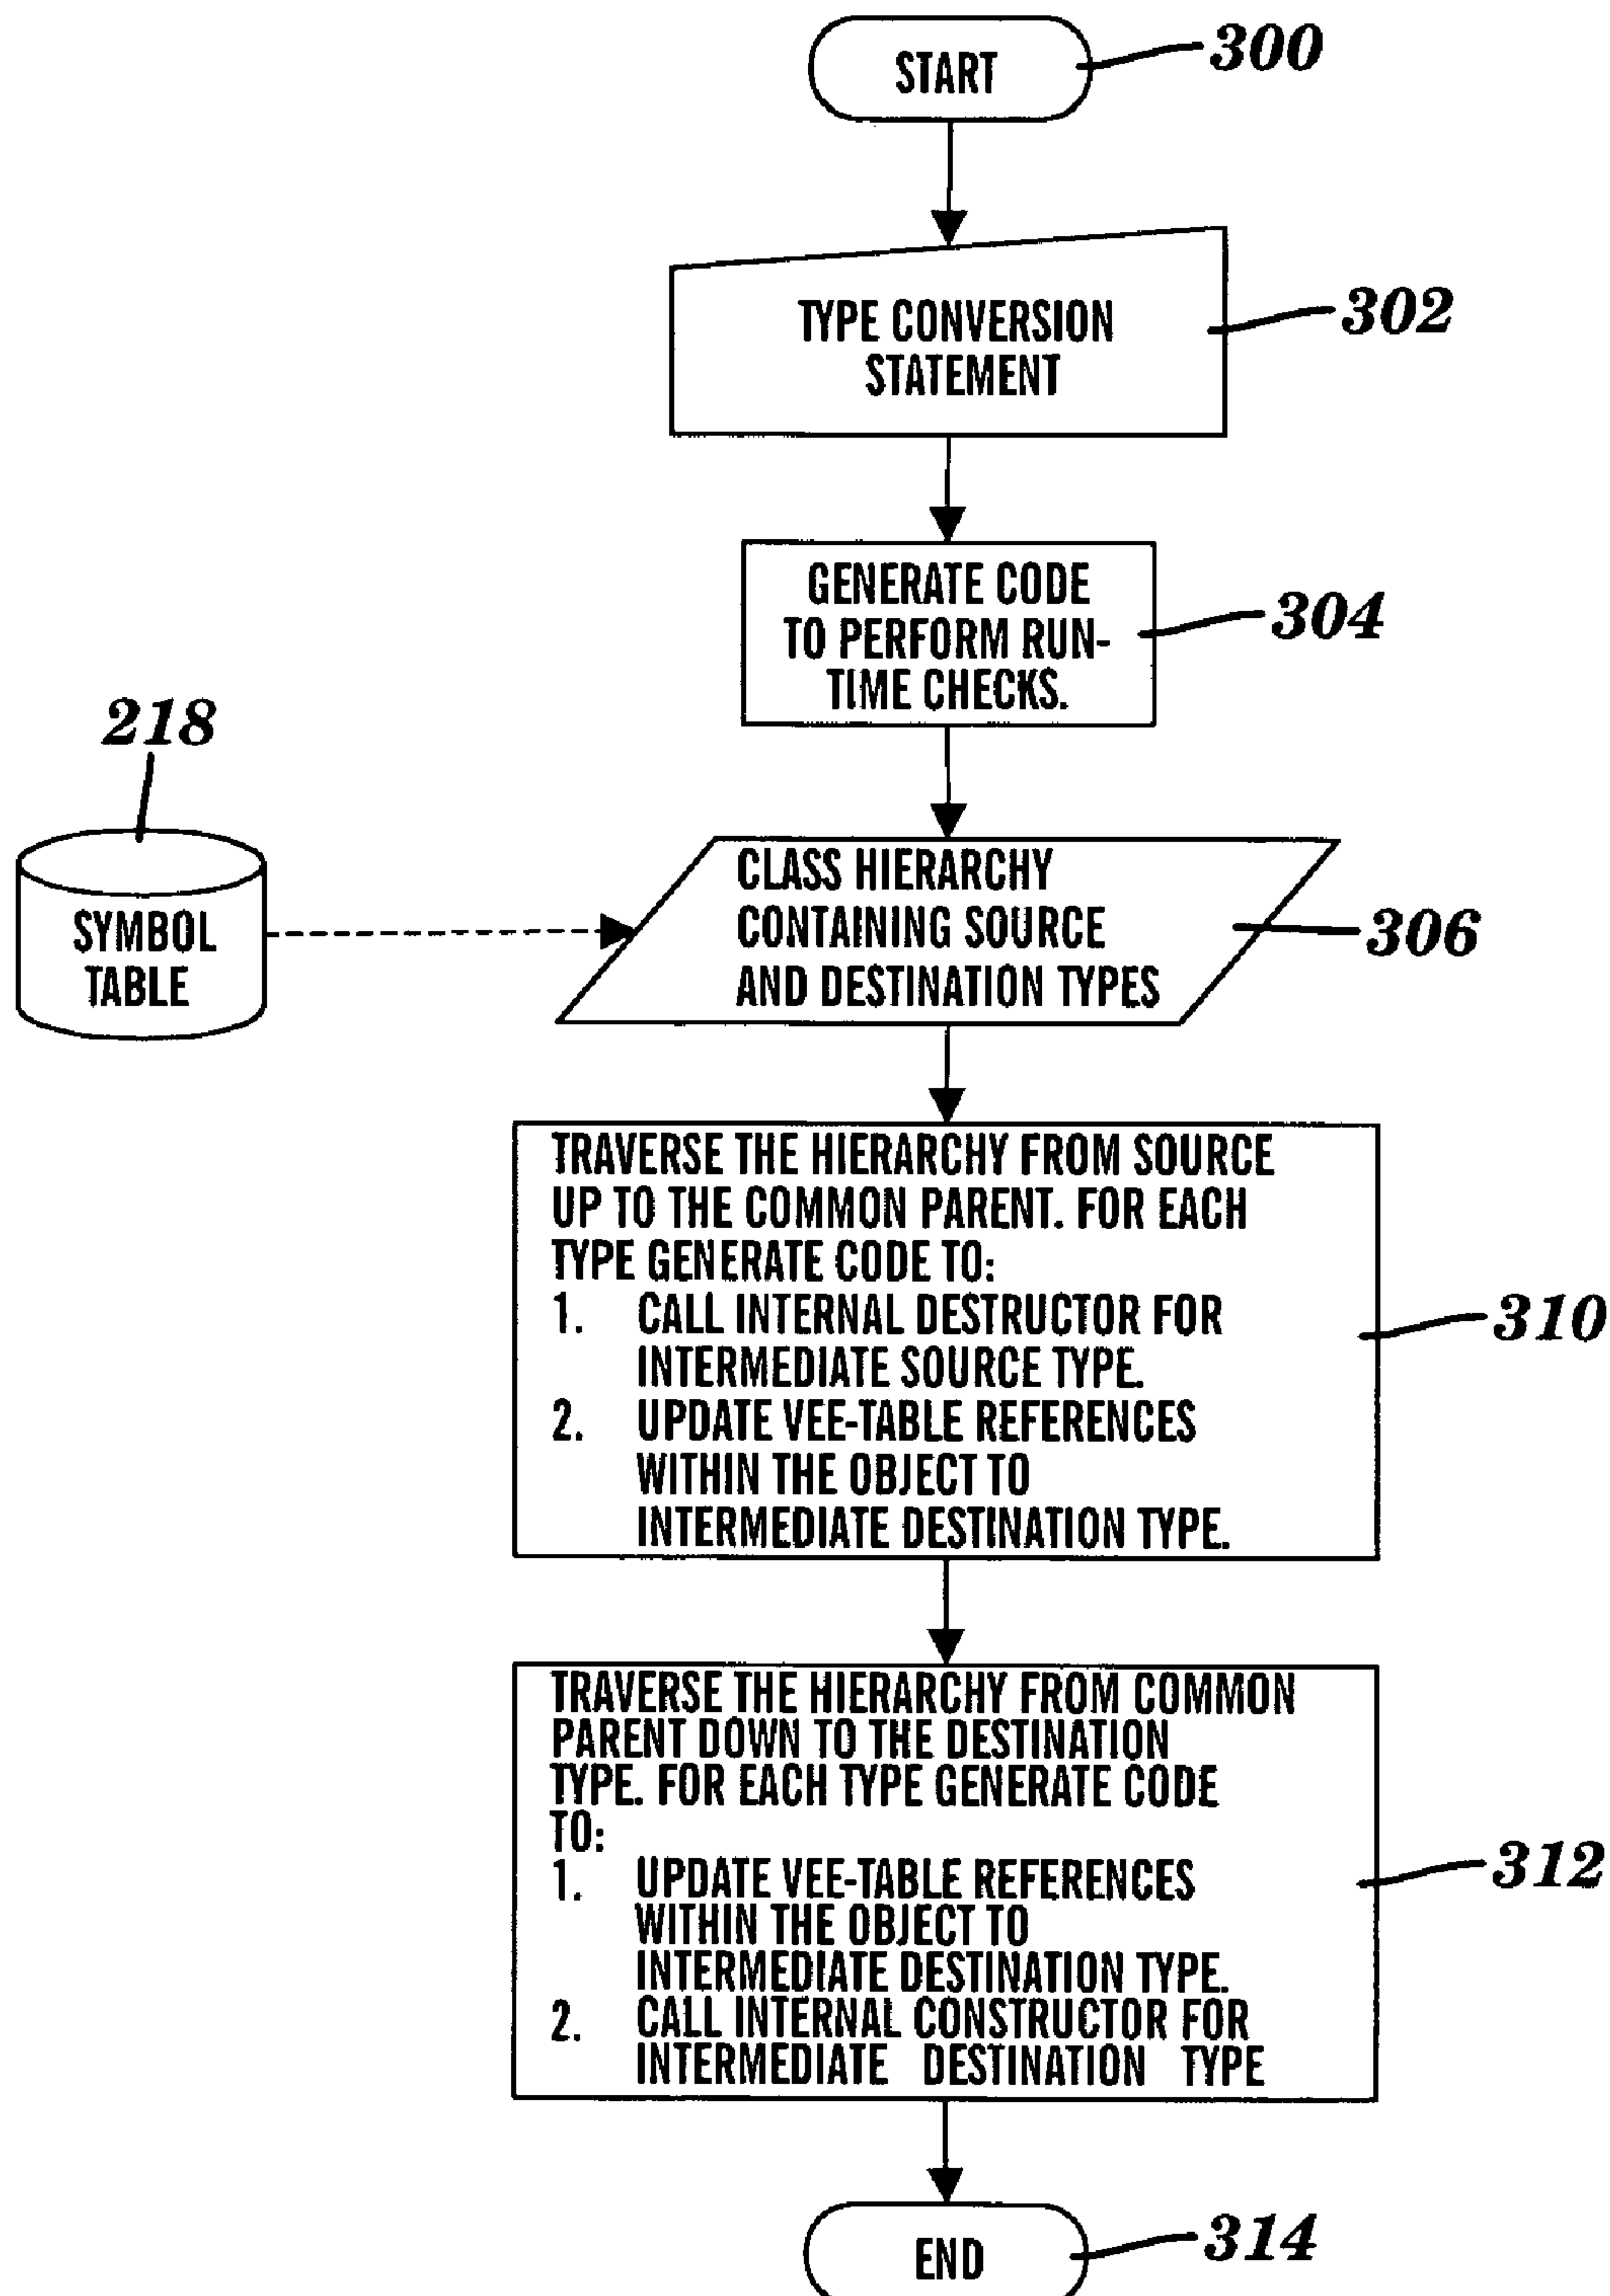 START
300
TYPE CONVERSION
STATEMENT
302
GENERATE CODE
TO PERFORM RUN-
TIME CHECKS.
304
218
SYMBOL
TABLE
CLASS HIERARCHY
CONTAINING SOURCE
AND DESTINATION TYPES
306
TRAVERSE THE HIERARCHY FROM SOURCE
UP TO THE COMMON PARENT. FOR EACH
TYPE GENERATE CODE TO:
1. CALL INTERNAL DESTRUCTOR FOR
INTERMEDIATE SOURCE TYPE.
2. UPDATE VEE-TABLE REFERENCES
WITHIN THE OBJECT TO
INTERMEDIATE DESTINATION TYPE.
310
TRAVERSE THE HIERARCHY FROM COMMON
PARENT DOWN TO THE DESTINATION
TYPE. FOR EACH TYPE GENERATE CODE
TO:
1. UPDATE VEE-TABLE REFERENCES
WITHIN THE OBJECT TO
INTERMEDIATE DESTINATION TYPE.
2. CALL INTERNAL CONSTRUCTOR FOR
INTERMEDIATE DESTINATION TYPE
312
END
314